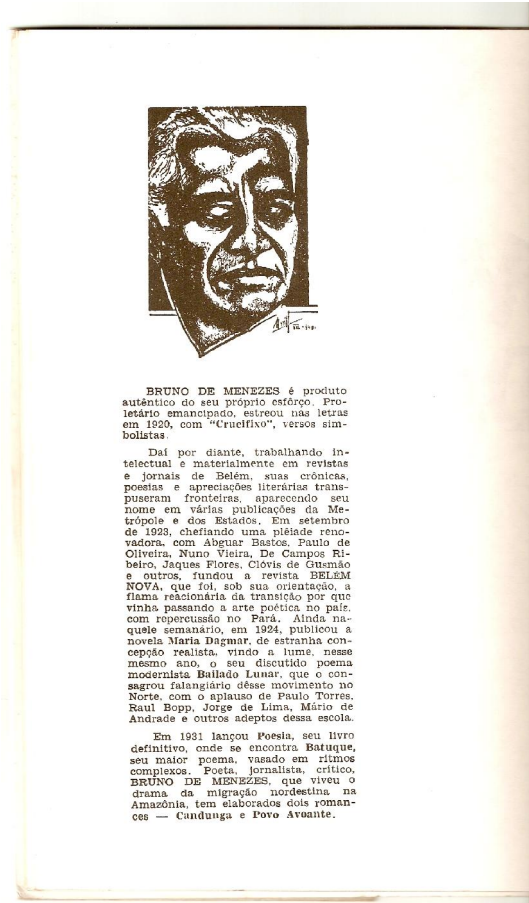 BRUNO DE MENEZES é produto
autêntico do seu próprio esfôrço. Pro-
letário emancipado, estreou nas letras
em 1920, com "Crucifixo", versos sim-
bolistas.
Daí por diante, trabalhando in-
telectual e materialmente em revistas
e jornais de Belém, suas crônicas,
poesias e apreciações literárias trans-
puseram fronteiras, aparecendo seu
nome em várias publicações da Me-
trópole e dos Estados. Em setembro
de 1923, chefiando uma plêiade reno-
vadora, com Abguar Bastos, Paulo de
Oliveira, Nuno Vieira, De Campos Ri-
beiro, Jaques Flores, Clóvis de Gusmão
e outros, fundou a revista BELÉM
NOVA, que foi, sob sua orientação, a
flama reacionária da transição por que
vinha passando a arte poética no país,
com repercussão no Pará. Ainda na-
quele semanário, em 1924, publicou a
novela Maria Dagmar, de estranha con-
cepção realista, vindo a lume, nesse
mesmo ano, o seu discutido poema
modernista Bailado Lunar, que o con-
sagrou falangiário dêsse movimento no
Norte, com o aplauso de Paulo Torres,
Raul Bopp, Jorge de Lima, Mário de
Andrade e outros adeptos dessa escola.
Em 1931 lançou Poesia, seu livro
definitivo, onde se encontra Batuque,
seu maior poema, vasado em ritmos
complexos. Poeta, jornalista, crítico,
BRUNO DE MENEZES, que viveu o
drama da migração nordestina na
Amazônia, tem elaborados dois roman-
ces — Candunga e Povo Avoante.